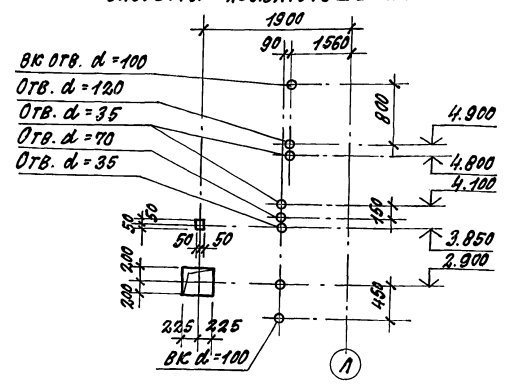 1900
90 1560
ВК ОТВ. d = 100
ОТВ. d = 120
ОТВ. d = 35
ОТВ. d = 70
ОТВ. d = 35
800
4.900
4.800
4.100
150
3.850
2.900
50 50
50 50
200 200
450
225 225
ВК d = 100
Л